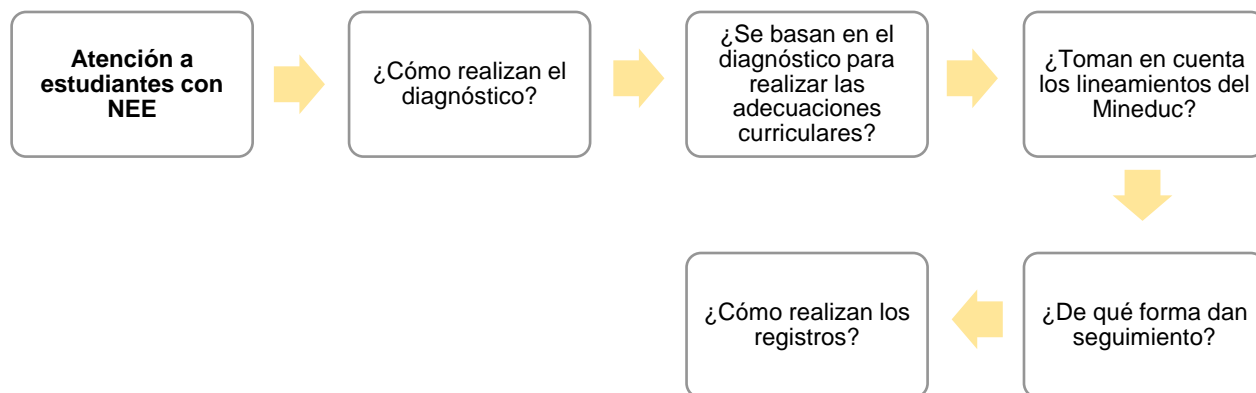 Atención a
estudiantes con
NEE
¿Cómo realizan el
diagnóstico?
¿Se basan en el
diagnóstico para
realizar las
adecuaciones
curriculares?
¿Toman en cuenta
los lineamientos del
Mineduc?
¿De qué forma dan
seguimiento?
¿Cómo realizan los
registros?